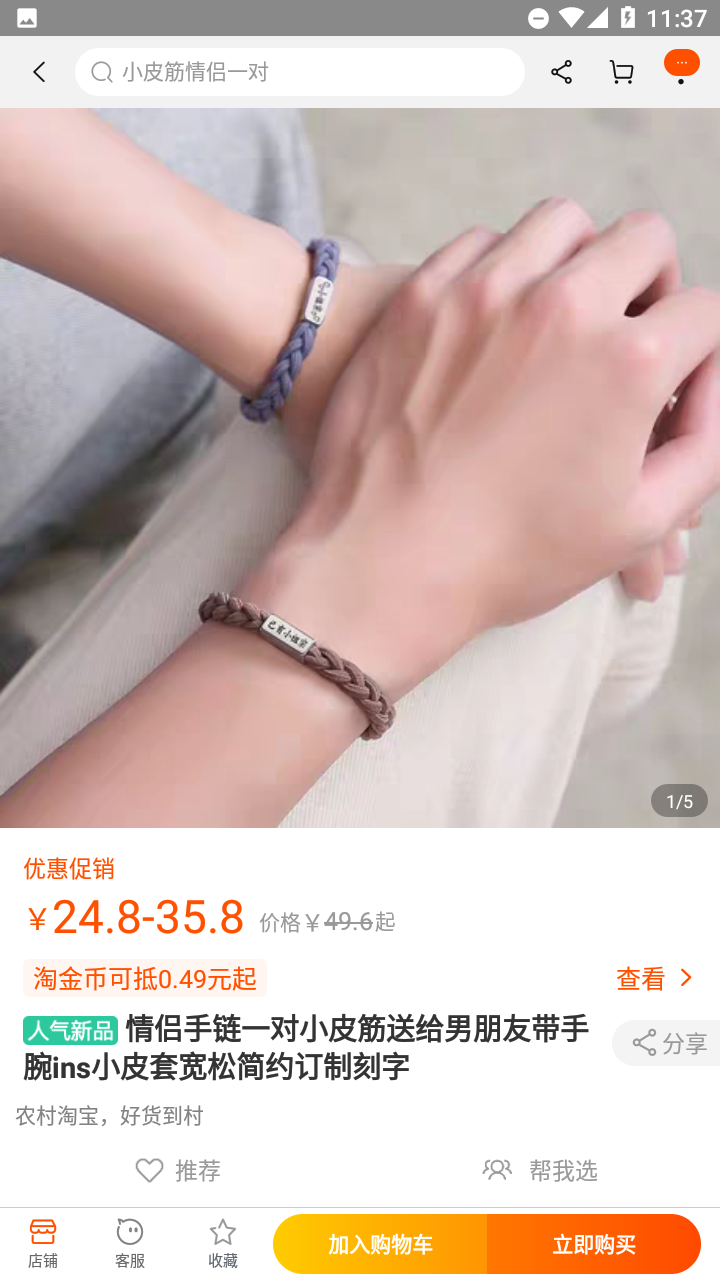 11:37
小皮筋情侣一对
已有小祖宗
1/5
优惠促销
￥24.8-35.8 价格￥49.6起
淘金币可抵0.49元起 查看
人气新品 情侣手链一对小皮筋送给男朋友带手
腕ins小皮套宽松简约订制刻字
分享
农村淘宝，好货到村
推荐 帮我选
店铺 客服 收藏 加入购物车 立即购买